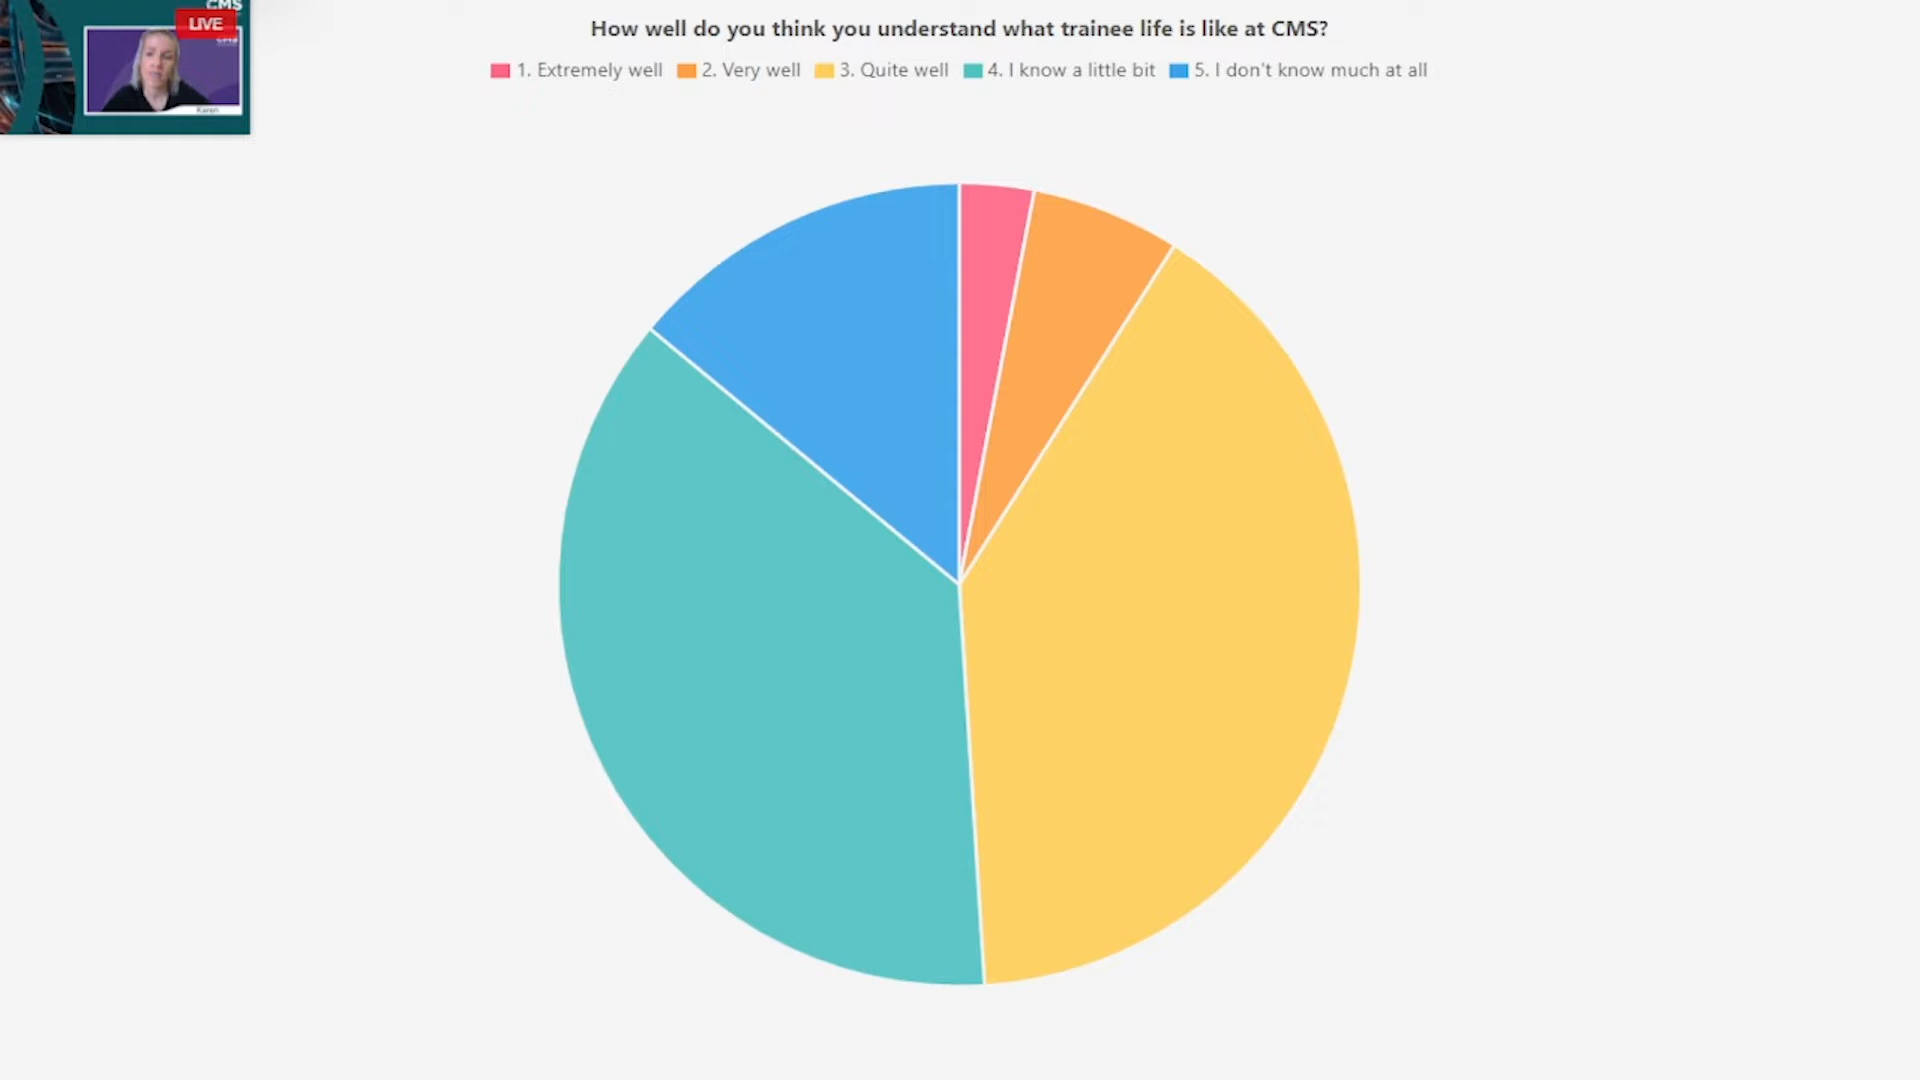 CMS
LIVE
Karen
How well do you think you understand what trainee life is like at CMS?
1. Extremely well 2. Very well 3. Quite well 4. I know a little bit 5. I don't know much at all